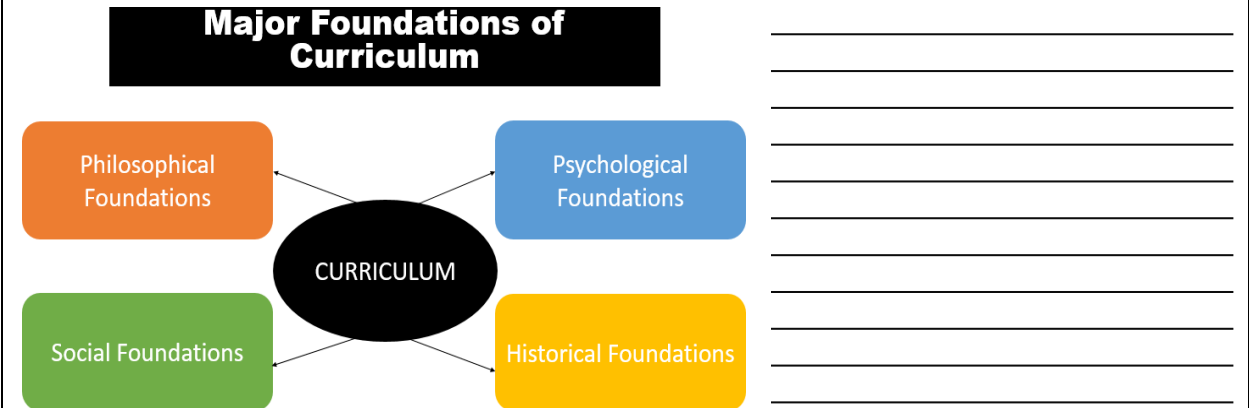 Major Foundations of
Curriculum
Philosophical
Foundations
Psychological
Foundations
CURRICULUM
Social Foundations
Historical Foundations